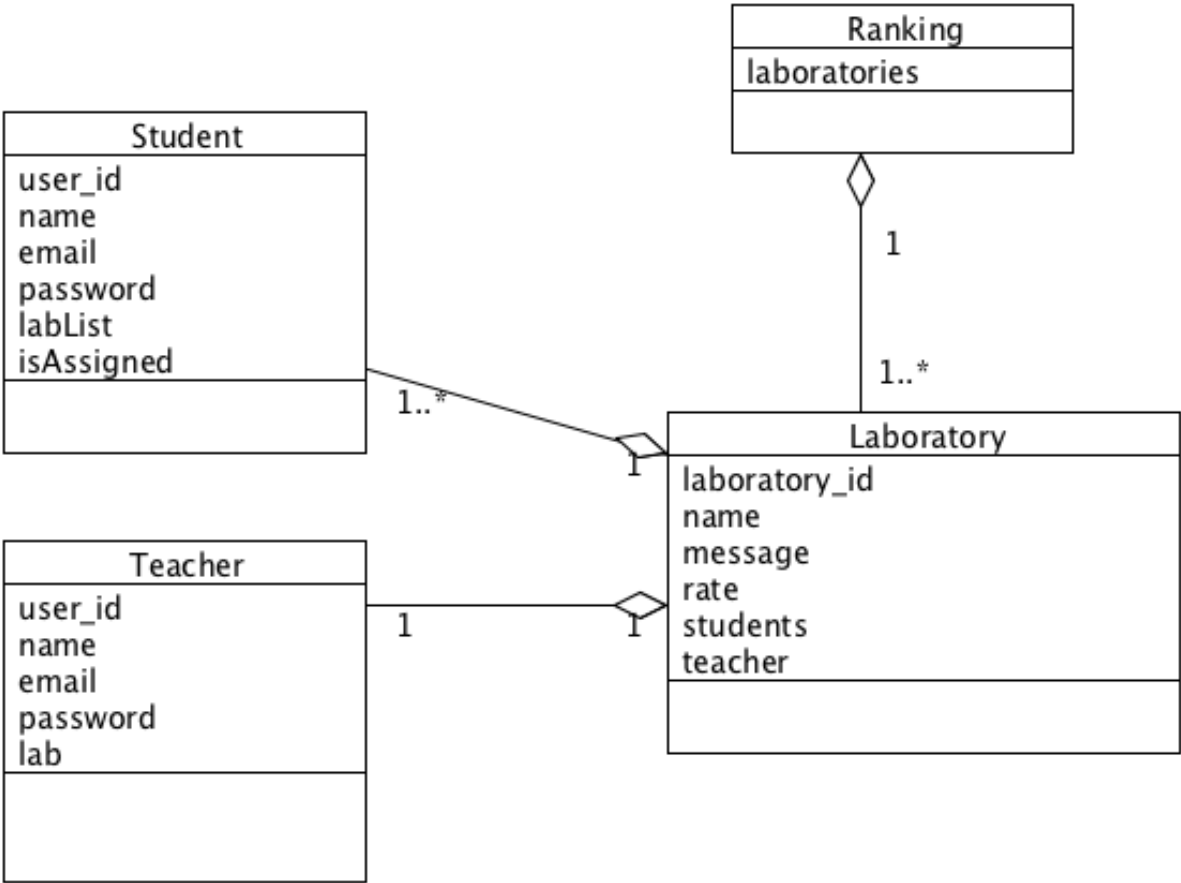 Ranking
laboratories
1
1..*
Student
user_id
name
email
password
labList
isAssigned
1..*
1
Teacher
user_id
name
email
password
lab
1
1
Laboratory
laboratory_id
name
message
rate
students
teacher